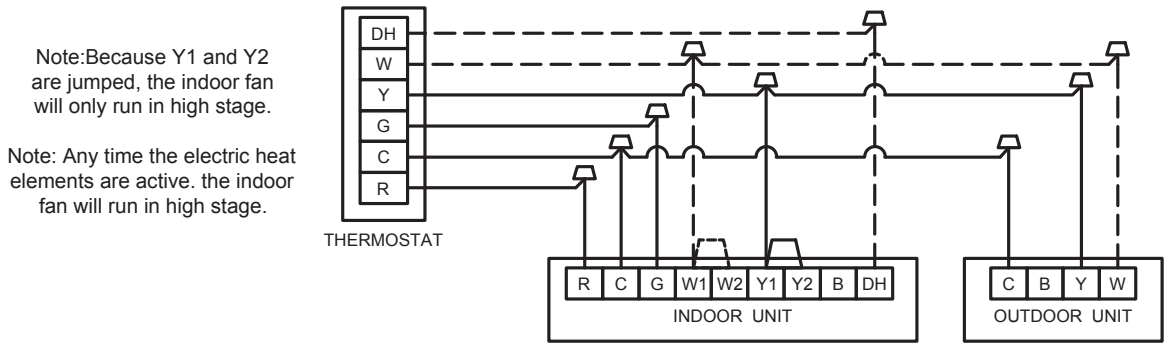 Note:Because Y1 and Y2
are jumped, the indoor fan
will only run in high stage.
Note: Any time the electric heat
elements are active. the indoor
fan will run in high stage.
DH
W
Y
G
C
R
THERMOSTAT
R C G W1 W2 Y1 Y2 B DH
INDOOR UNIT
C B Y W
OUTDOOR UNIT